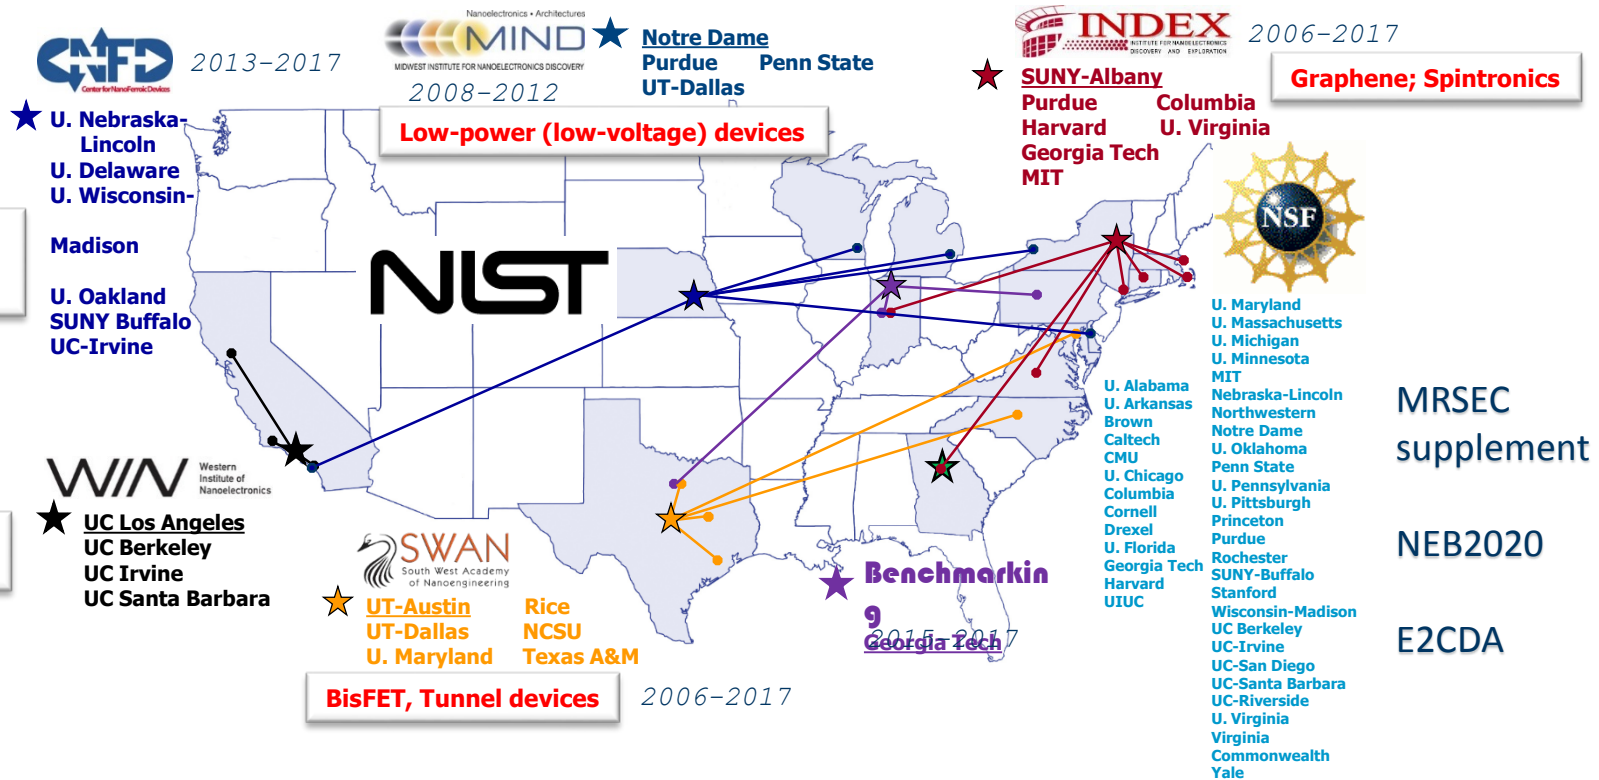 CNFD
Center for NanoFerroic Devices
2013-2017
U. Nebraska-
Lincoln
U. Delaware
U. Wisconsin-
Madison
U. Oakland
SUNY Buffalo
UC-Irvine
Nanoelectronics • Architectures
MIND
MIDWEST INSTITUTE FOR NANOELECTRONICS DISCOVERY
2008-2012
Notre Dame
Purdue Penn State
UT-Dallas
Low-power (low-voltage) devices
INDEX
INSTITUTE FOR NANOELECTRONICS
DISCOVERY AND EXPLORATION
2006-2017
SUNY-Albany
Purdue Columbia
Harvard U. Virginia
Georgia Tech
MIT
Graphene; Spintronics
NSF
NIST
WIN
Western
Institute of
Nanoelectronics
UC Los Angeles
UC Berkeley
UC Irvine
UC Santa Barbara
SWAN
South West Academy
of Nanoengineering
UT-Austin Rice
UT-Dallas NCSU
U. Maryland Texas A&M
BisFET, Tunnel devices
2006-2017
Benchmarkin
g
2015-2017
Georgia Tech
U. Alabama
U. Arkansas
Brown
Caltech
CMU
U. Chicago
Columbia
Cornell
Drexel
U. Florida
Georgia Tech
Harvard
UIUC
U. Maryland
U. Massachusetts
U. Michigan
U. Minnesota
MIT
Nebraska-Lincoln
Northwestern
Notre Dame
U. Oklahoma
Penn State
U. Pennsylvania
U. Pittsburgh
Princeton
Purdue
Rochester
SUNY-Buffalo
Stanford
Wisconsin-Madison
UC Berkeley
UC-Irvine
UC-San Diego
UC-Santa Barbara
UC-Riverside
U. Virginia
Virginia
Commonwealth
Yale
MRSEC
supplement
NEB2020
E2CDA